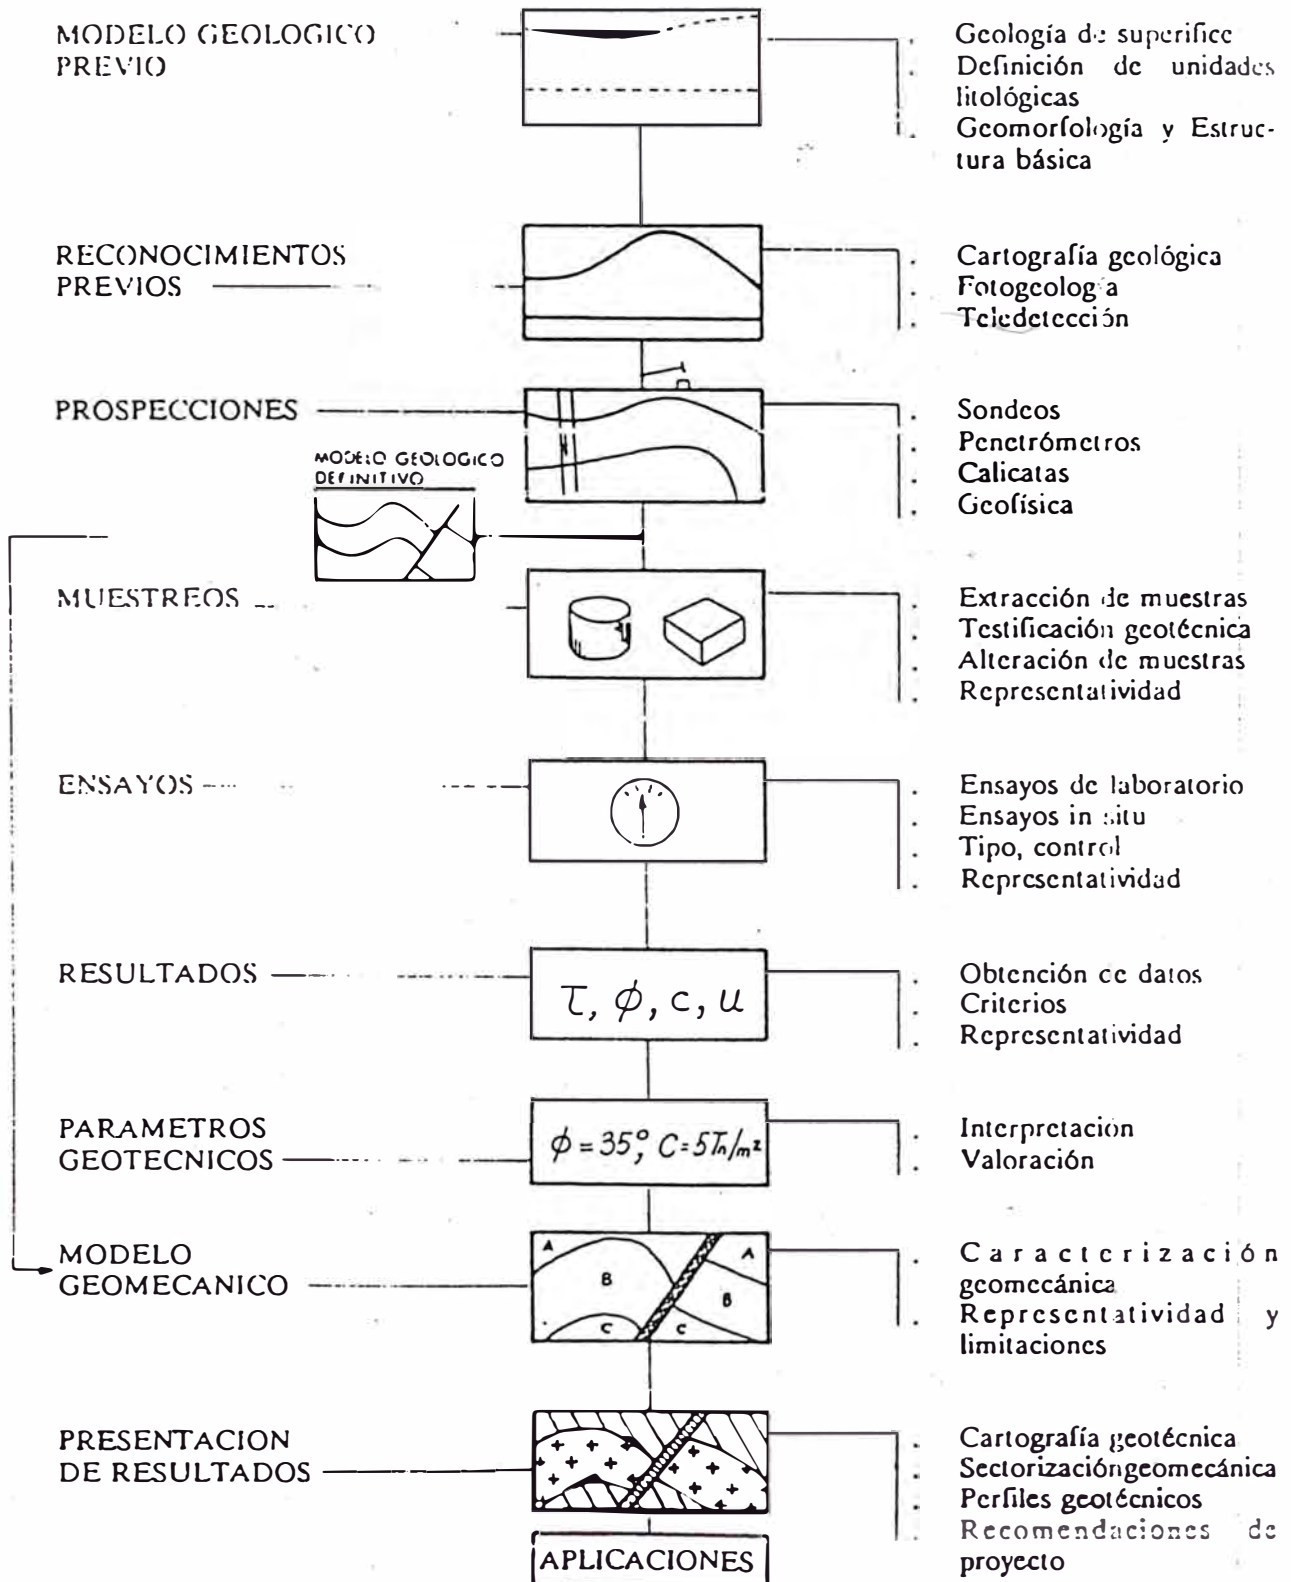 MODELO GEOLOGICO
PREVIO
Geología de superifice
Definición de unidades
litológicas
Geomorfología y Estruc-
tura básica
RECONOCIMIENTOS
PREVIOS
Cartografía geológica
Fotogeología
Teledetección
PROSPECCIONES
Sondeos
Penetrómetros
Calicatas
Geofísica
MODELO GEOLOGICO
DEFINITIVO
MUESTREOS
Extracción de muestras
Testificación geotécnica
Alteración de muestras
Representatividad
ENSAYOS
Ensayos de laboratorio
Ensayos in situ
Tipo, control
Representatividad
RESULTADOS
τ, ϕ, c, u
Obtención de datos
Criterios
Representatividad
PARAMETROS
GEOTECNICOS
ϕ = 35°, C = 5Tn/m²
Interpretación
Valoración
MODELO
GEOMECANICO
A
A
B
B
C
C
Caracterización
geomecánica
Representatividad y
limitaciones
PRESENTACION
DE RESULTADOS
Cartografía geotécnica
Sectorización geomecánica
Perfiles geotécnicos
Recomendaciones de
proyecto
APLICACIONES